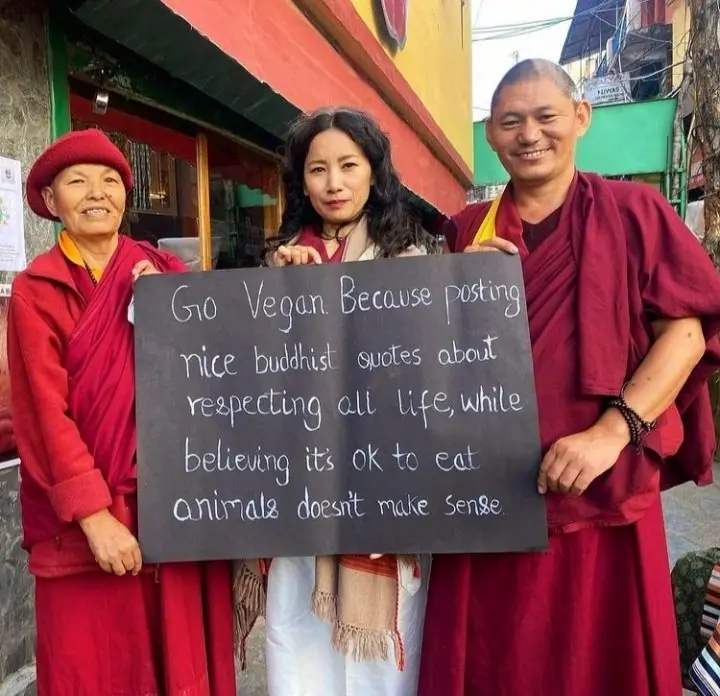 Go Vegan. Because posting
nice buddhist quotes about
respecting all life, while
believing it's ok to eat
animals doesn't make sense.